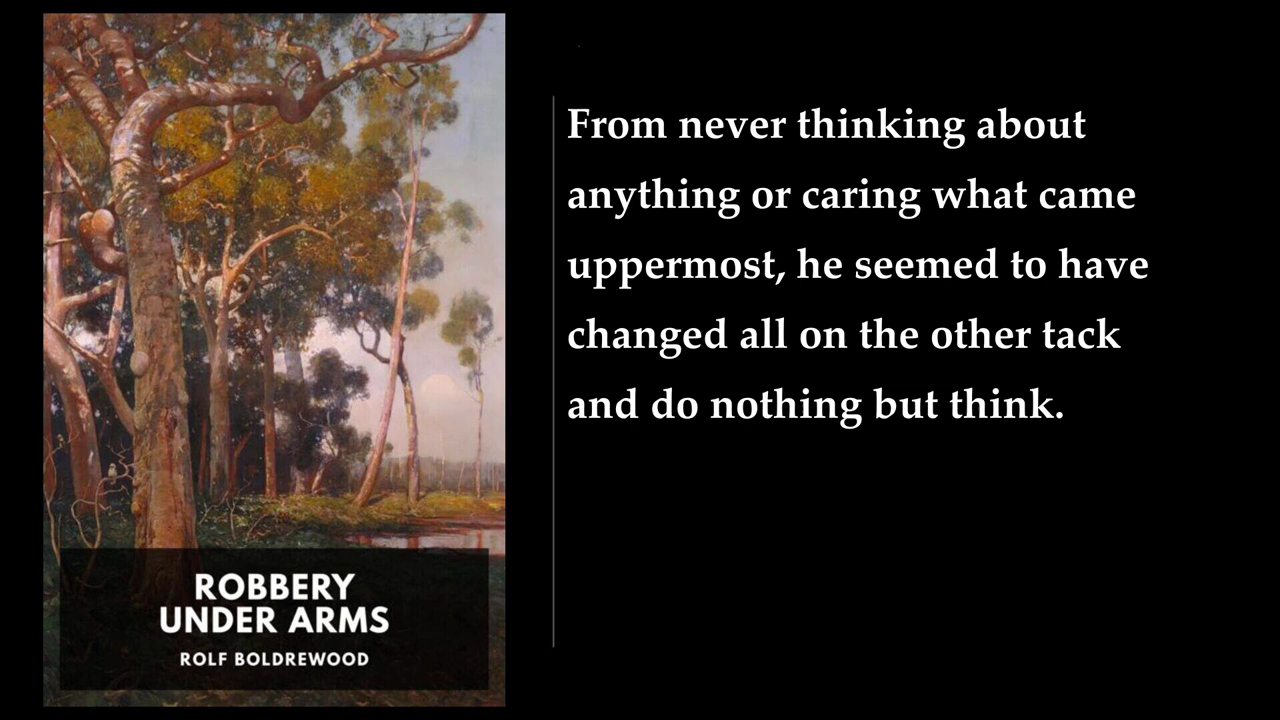 From never thinking about
anything or caring what came
uppermost, he seemed to have
changed all on the other tack
and do nothing but think.
ROBBERY
UNDER ARMS
ROLF BOLDREWOOD